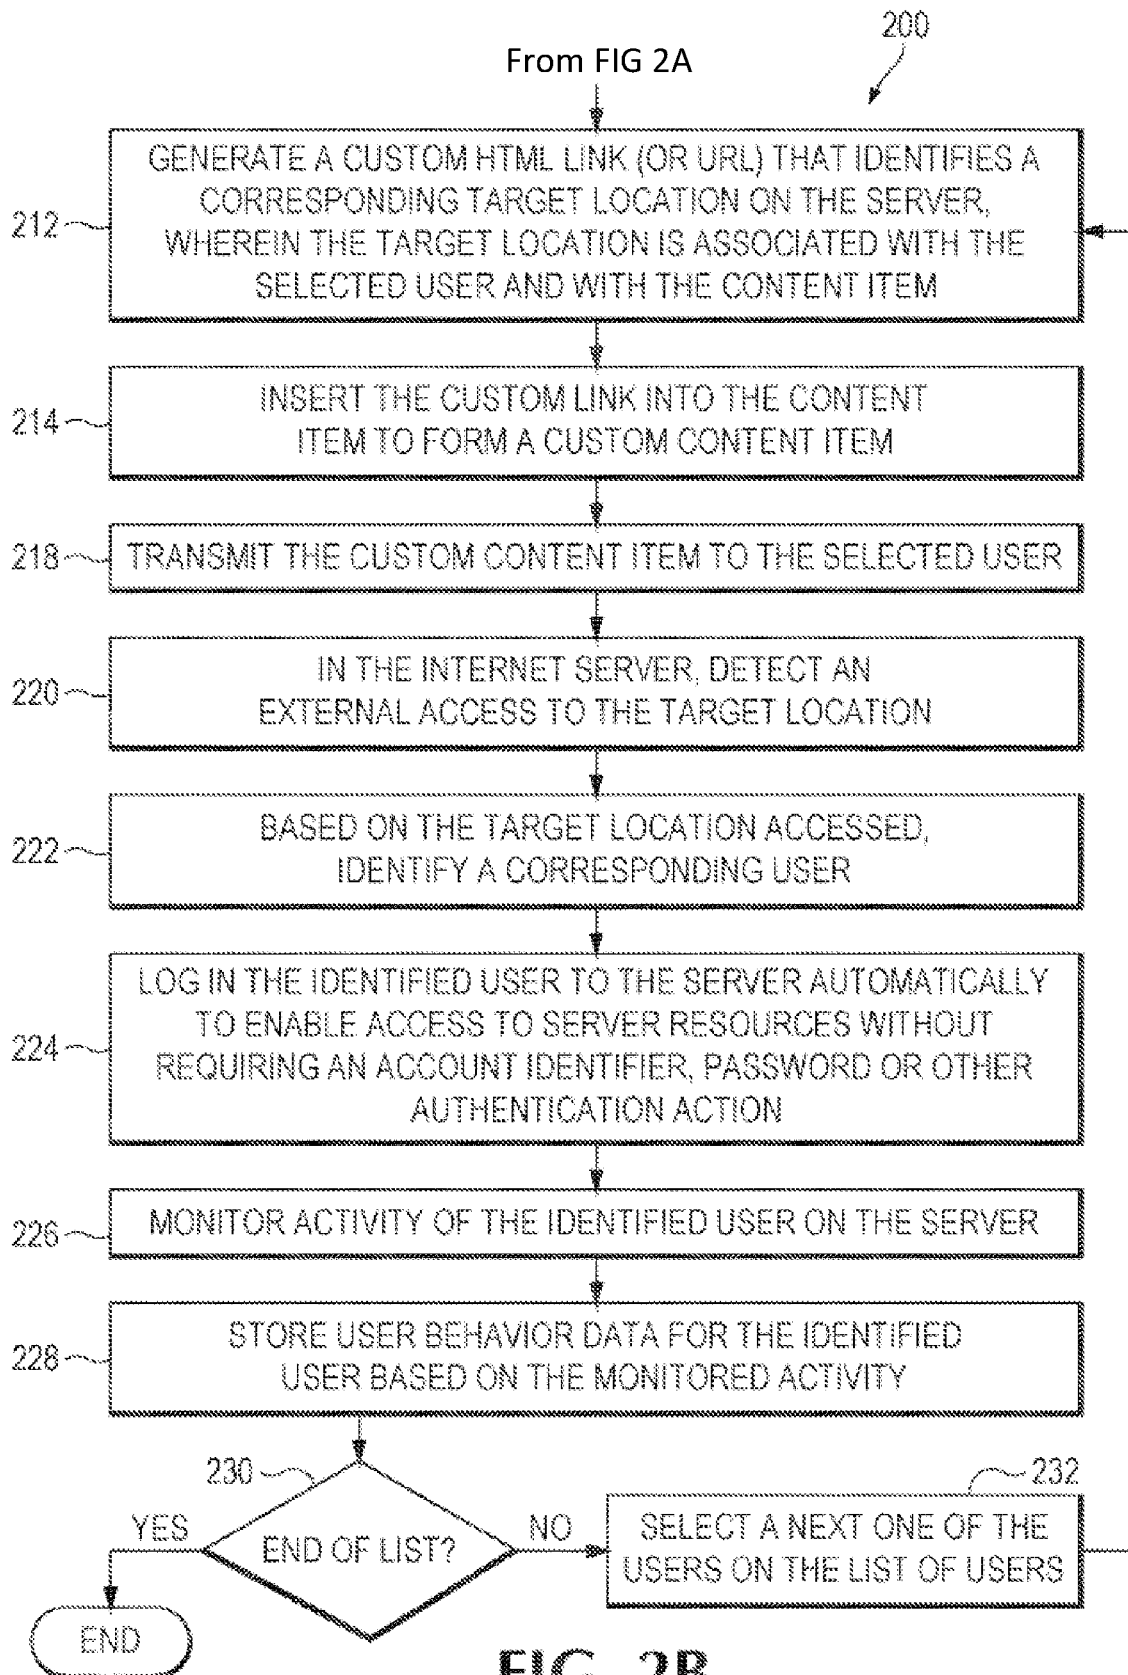 200
From FIG 2A
GENERATE A CUSTOM HTML LINK (OR URL) THAT IDENTIFIES A
CORRESPONDING TARGET LOCATION ON THE SERVER,
212
WHEREIN THE TARGET LOCATION IS ASSOCIATED WITH THE
SELECTED USER AND WITH THE CONTENT ITEM
INSERT THE CUSTOM LINK INTO THE CONTENT
214
ITEM TO FORM A CUSTOM CONTENT ITEM
218
TRANSMIT THE CUSTOM CONTENT ITEM TO THE SELECTED USER
IN THE INTERNET SERVER, DETECT AN
220
EXTERNAL ACCESS TO THE TARGET LOCATION
BASED ON THE TARGET LOCATION ACCESSED,
222
IDENTIFY A CORRESPONDING USER
LOG IN THE IDENTIFIED USER TO THE SERVER AUTOMATICALLY
TO ENABLE ACCESS TO SERVER RESOURCES WITHOUT
224
REQUIRING AN ACCOUNT IDENTIFIER, PASSWORD OR OTHER
AUTHENTICATION ACTION
226
MONITOR ACTIVITY OF THE IDENTIFIED USER ON THE SERVER
STORE USER BEHAVIOR DATA FOR THE IDENTIFIED
228
USER BASED ON THE MONITORED ACTIVITY
230
232
YES
END OF LIST?
NO
SELECT A NEXT ONE OF THE
USERS ON THE LIST OF USERS
END
FIG. 2B